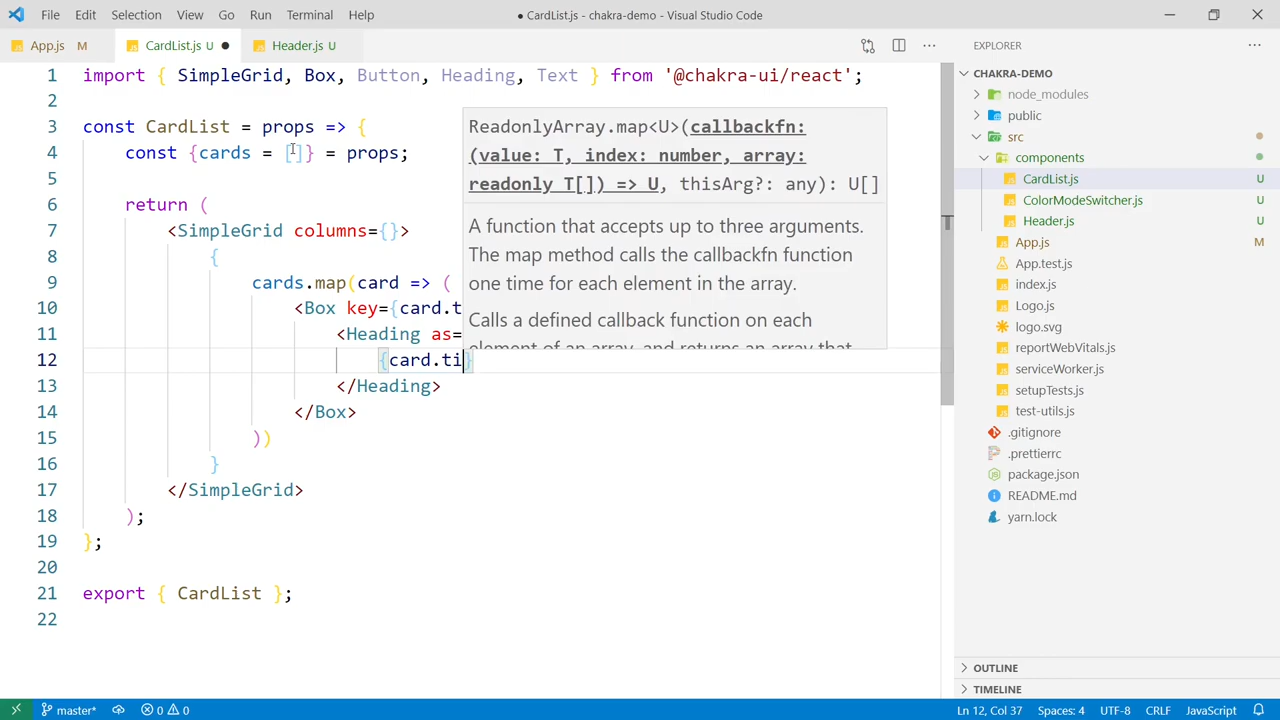 File Edit Selection View Go Run Terminal Help ● CardList.js - chakra-demo - Visual Studio Code
App.js M CardList.js U ● Header.js U
1 import { SimpleGrid, Box, Button, Heading, Text } from '@chakra-ui/react';
2
3 const CardList = props => {
4 const {cards = []} = props;
5
6 return (
7 <SimpleGrid columns={}>
8 {
9 cards.map(card => (
10 <Box key={card.t
11 <Heading as=
12 {card.ti}
13 </Heading>
14 </Box>
15 ))
16 }
17 </SimpleGrid>
18 );
19 };
20
21 export { CardList };
22
ReadonlyArray.map<U>(callbackfn:
(value: T, index: number, array:
readonly T[]) => U, thisArg?: any): U[]
A function that accepts up to three arguments.
The map method calls the callbackfn function
one time for each element in the array.
Calls a defined callback function on each
element of an array, and returns an array that
EXPLORER
CHAKRA-DEMO
node_modules
public
src
components
CardList.js U
ColorModeSwitcher.js U
Header.js U
App.js M
App.test.js
index.js
Logo.js
logo.svg
reportWebVitals.js
serviceWorker.js
setupTests.js
test-utils.js
.gitignore
.prettierrc
package.json
README.md
yarn.lock
OUTLINE
TIMELINE
master* 0 0 Ln 12, Col 37 Spaces: 4 UTF-8 CRLF JavaScript